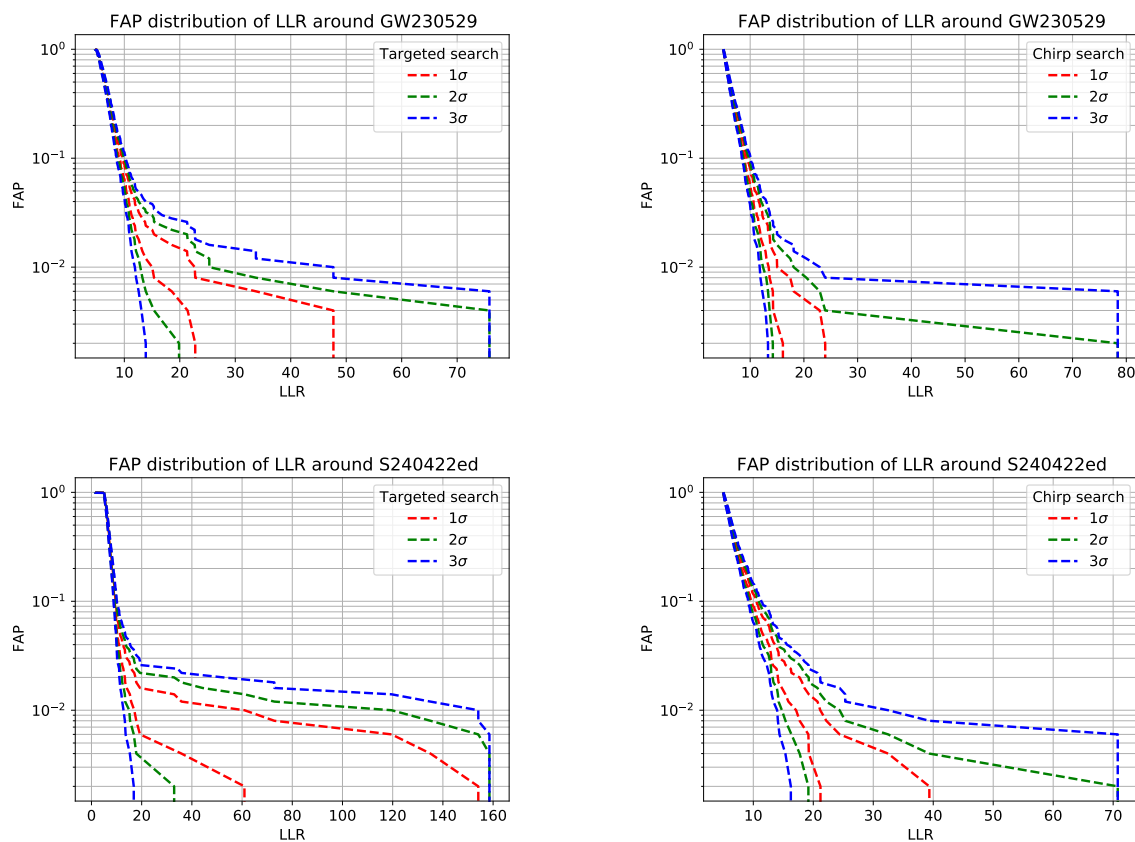 FAP distribution of LLR around GW230529
Targeted search
1σ
2σ
3σ
10⁰
10⁻¹
10⁻²
FAP
10 20 30 40 50 60 70
LLR
FAP distribution of LLR around GW230529
Chirp search
1σ
2σ
3σ
10⁰
10⁻¹
10⁻²
FAP
10 20 30 40 50 60 70 80
LLR
FAP distribution of LLR around S240422ed
Targeted search
1σ
2σ
3σ
10⁰
10⁻¹
10⁻²
FAP
0 20 40 60 80 100 120 140 160
LLR
FAP distribution of LLR around S240422ed
Chirp search
1σ
2σ
3σ
10⁰
10⁻¹
10⁻²
FAP
10 20 30 40 50 60 70
LLR